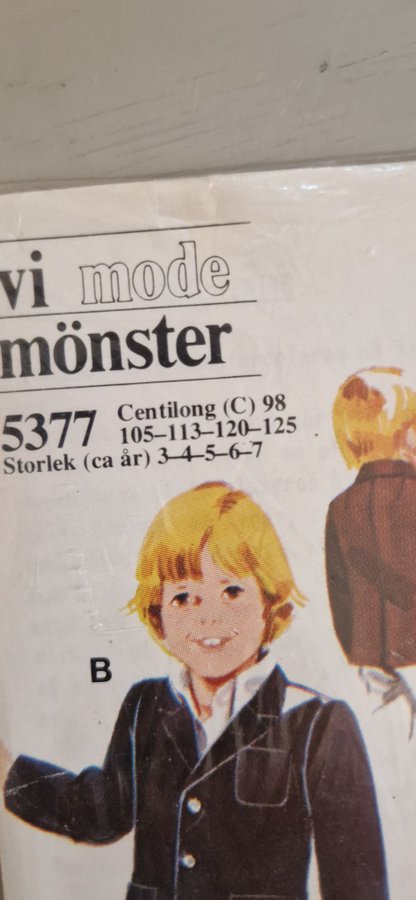 vi mode
mönster
5377 Centilong (C) 98
105–113–120–125
Storlek (ca år) 3–4–5–6–7
B